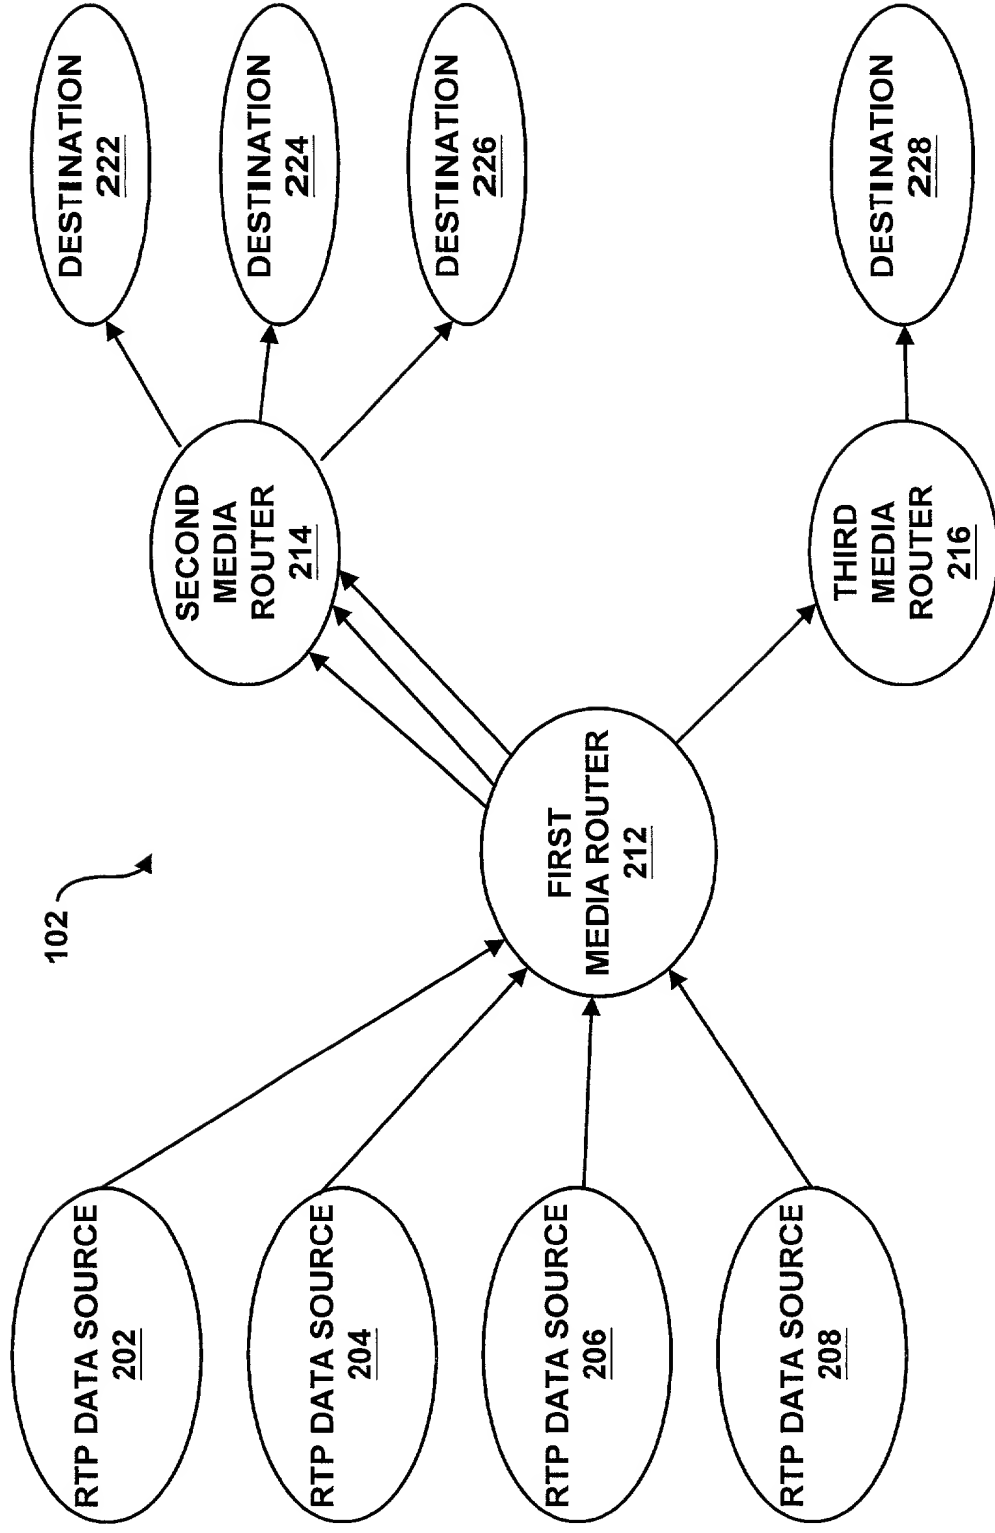 102
RTP DATA SOURCE
202
RTP DATA SOURCE
204
RTP DATA SOURCE
206
RTP DATA SOURCE
208
FIRST
MEDIA ROUTER
212
SECOND
MEDIA
ROUTER
214
THIRD
MEDIA
ROUTER
216
DESTINATION
222
DESTINATION
224
DESTINATION
226
DESTINATION
228